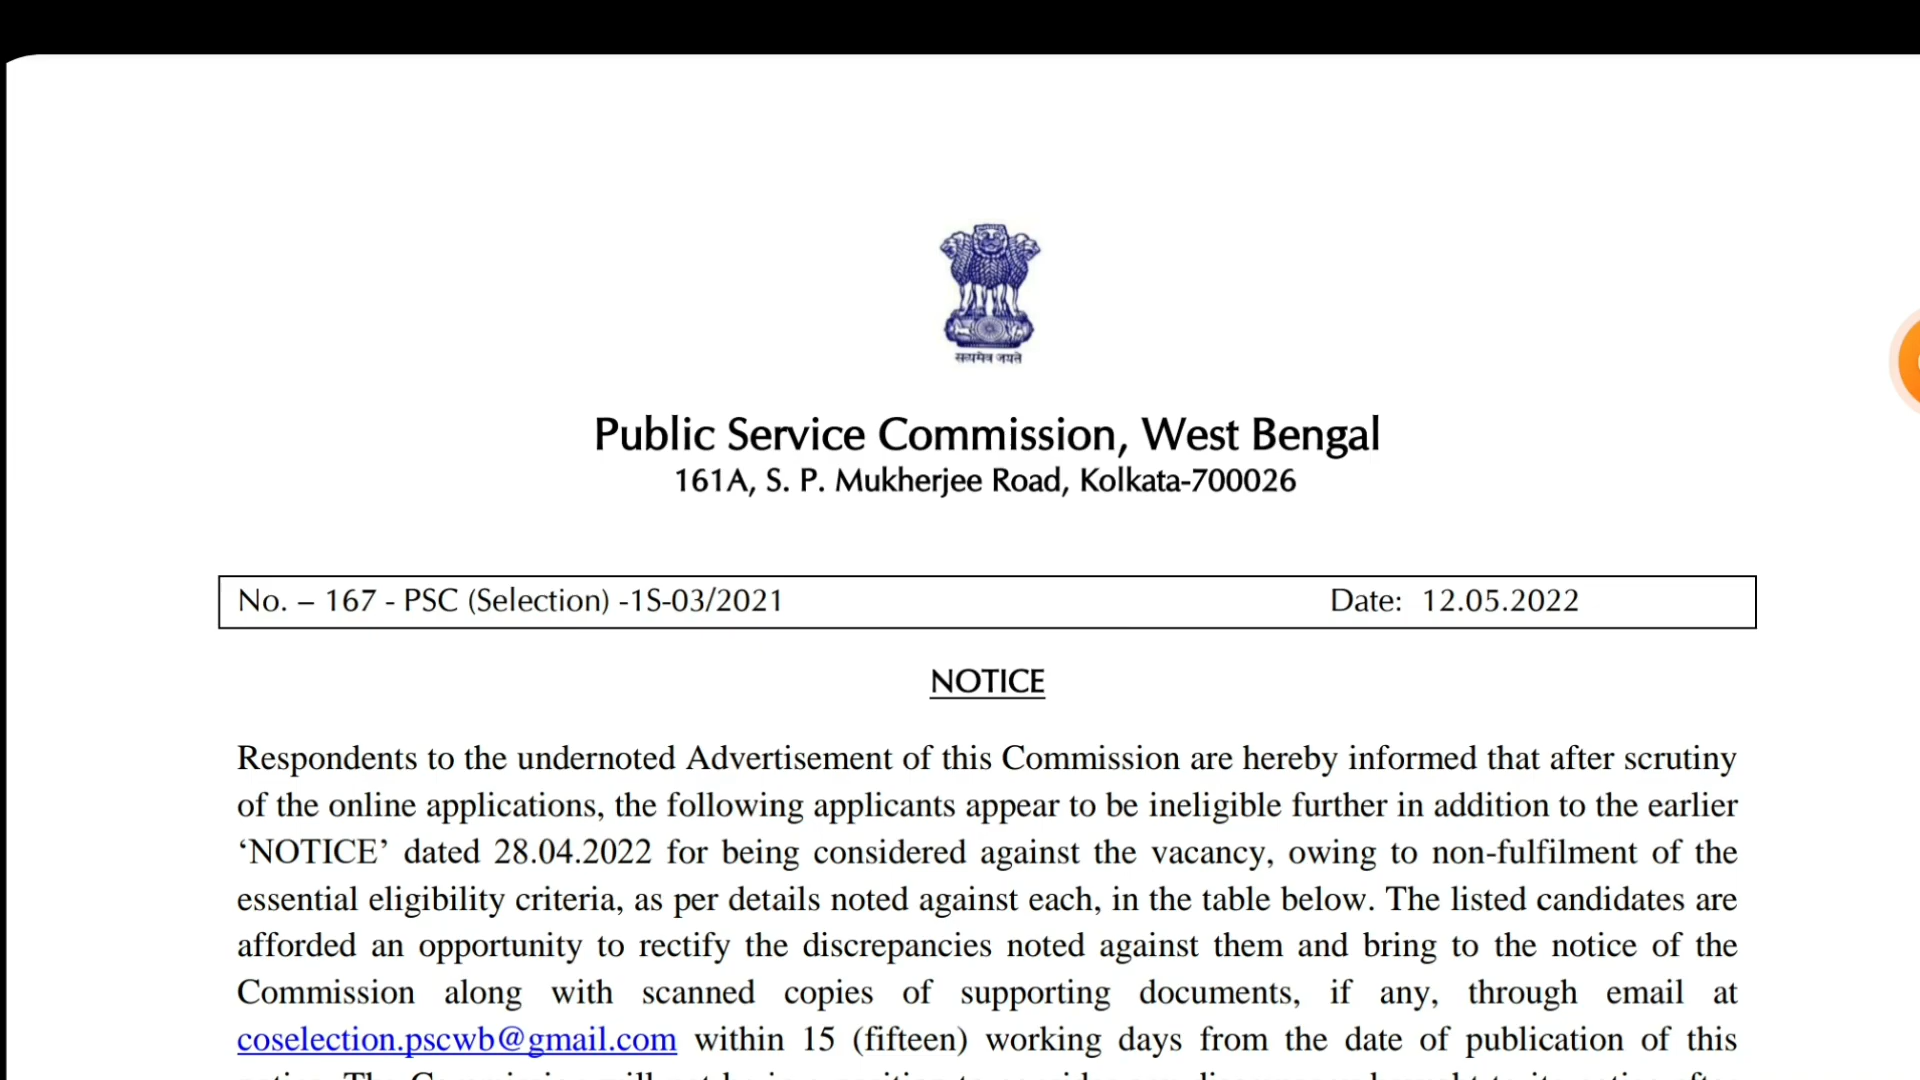 सत्यमेव जयते
Public Service Commission, West Bengal
161A, S. P. Mukherjee Road, Kolkata-700026
No. – 167 - PSC (Selection) -1S-03/2021 Date: 12.05.2022
NOTICE
Respondents to the undernoted Advertisement of this Commission are hereby informed that after scrutiny
of the online applications, the following applicants appear to be ineligible further in addition to the earlier
‘NOTICE’ dated 28.04.2022 for being considered against the vacancy, owing to non-fulfilment of the
essential eligibility criteria, as per details noted against each, in the table below. The listed candidates are
afforded an opportunity to rectify the discrepancies noted against them and bring to the notice of the
Commission along with scanned copies of supporting documents, if any, through email at
coselection.pscwb@gmail.com within 15 (fifteen) working days from the date of publication of this